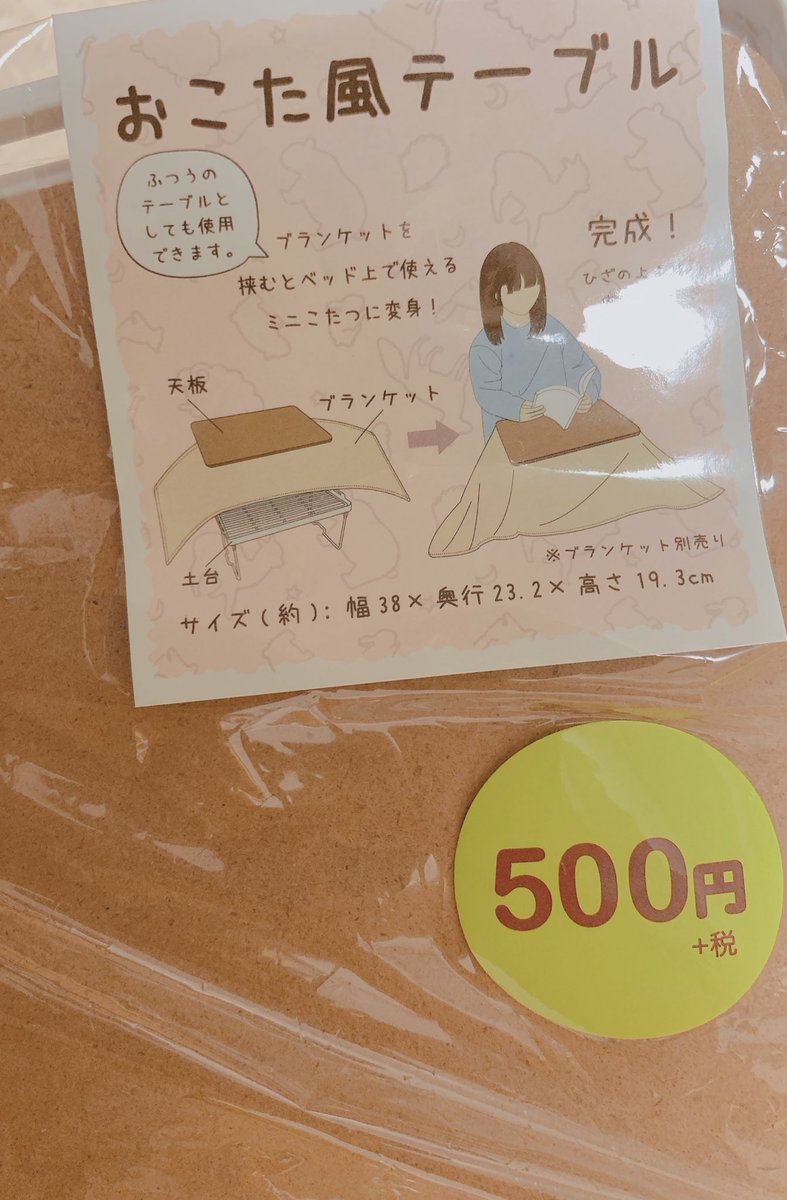 おこた風テーブル
ふつうの
テーブルと
しても使用
できます。
ブランケットを
挟むとベッド上で使える
ミニこたつに変身！
完成！
ひざの上
天板
ブランケット
土台
※ブランケット別売り
サイズ(約)：幅38×奥行23.2×高さ19.3cm
500円
+税